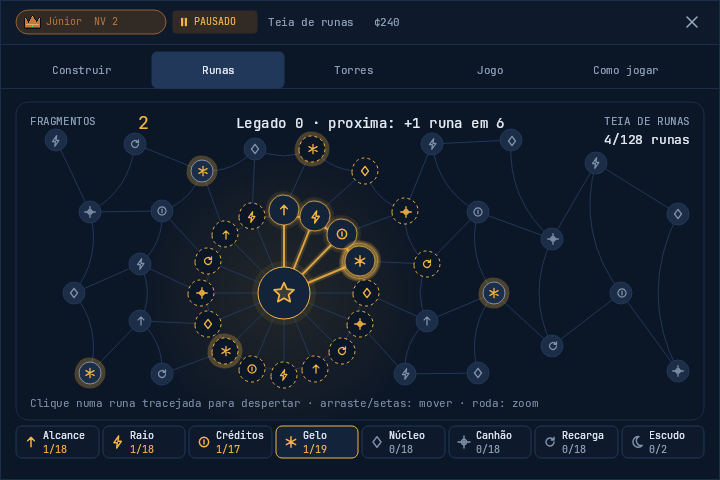 Júnior NV 2 PAUSADO Teia de runas $240
Construir Runas Torres Jogo Como jogar
FRAGMENTOS 2 Legado 0 · proxima: +1 runa em 6 TEIA DE RUNAS
4/128 runas
Clique numa runa tracejada para despertar · arraste/setas: mover · roda: zoom
Alcance Raio Créditos Gelo Núcleo Canhão Recarga Escudo
1/18 1/18 1/17 1/19 0/18 0/18 0/18 0/2